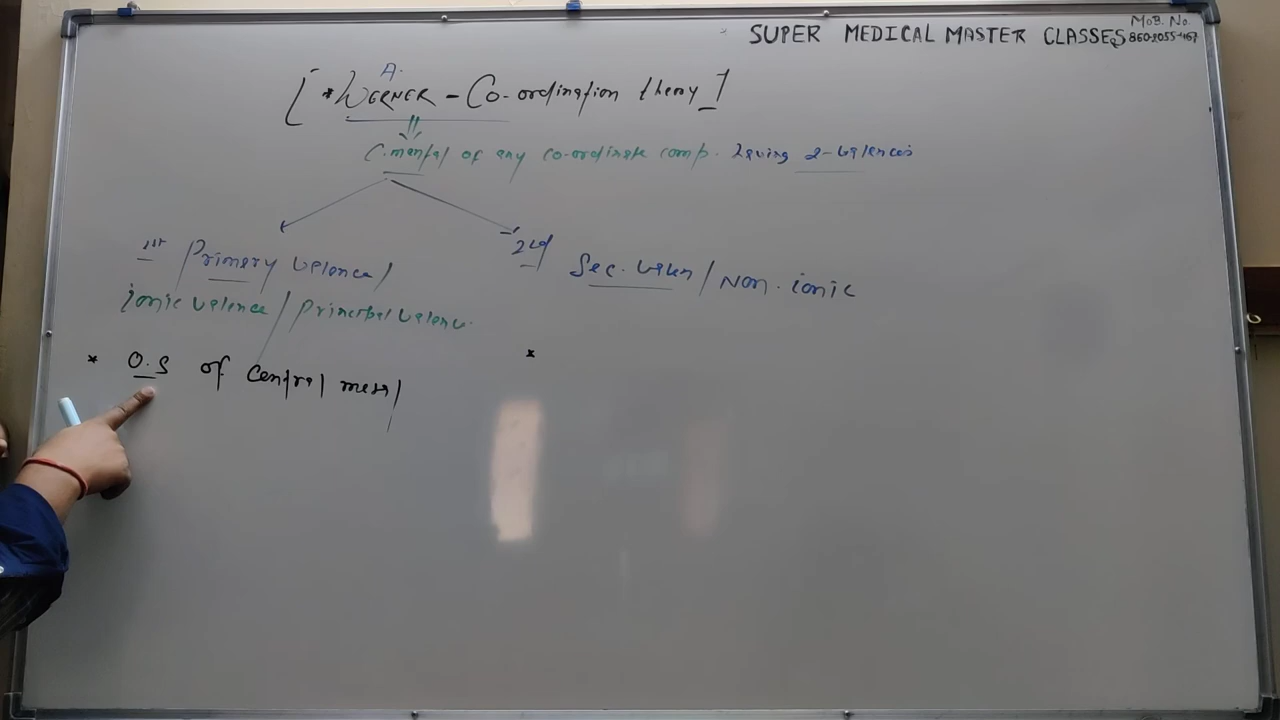 SUPER MEDICAL MASTER CLASSES
MOB. No.
A.
[ *WERNER - Co-ordination theory ]
C.mental of any co-ordinate comp. having 2-valences
1st Primary Valence/
ionic valence/Principal valenc.
2nd Sec. Valen/Non-ionic
* O.S of Central metal
*